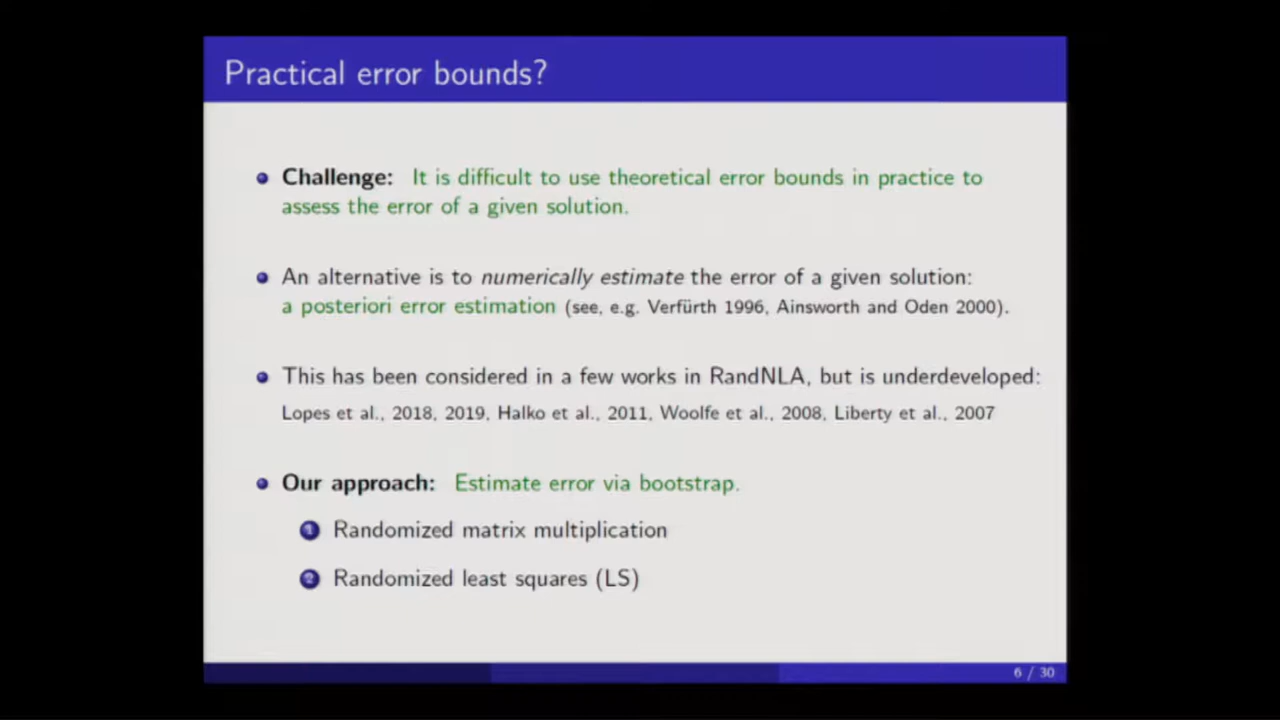 Practical error bounds?
Challenge: It is difficult to use theoretical error bounds in practice to
assess the error of a given solution.
An alternative is to numerically estimate the error of a given solution:
a posteriori error estimation (see, e.g. Verfürth 1996, Ainsworth and Oden 2000).
This has been considered in a few works in RandNLA, but is underdeveloped:
Lopes et al., 2018, 2019, Halko et al., 2011, Woolfe et al., 2008, Liberty et al., 2007
Our approach: Estimate error via bootstrap.
1 Randomized matrix multiplication
2 Randomized least squares (LS)
6 / 30